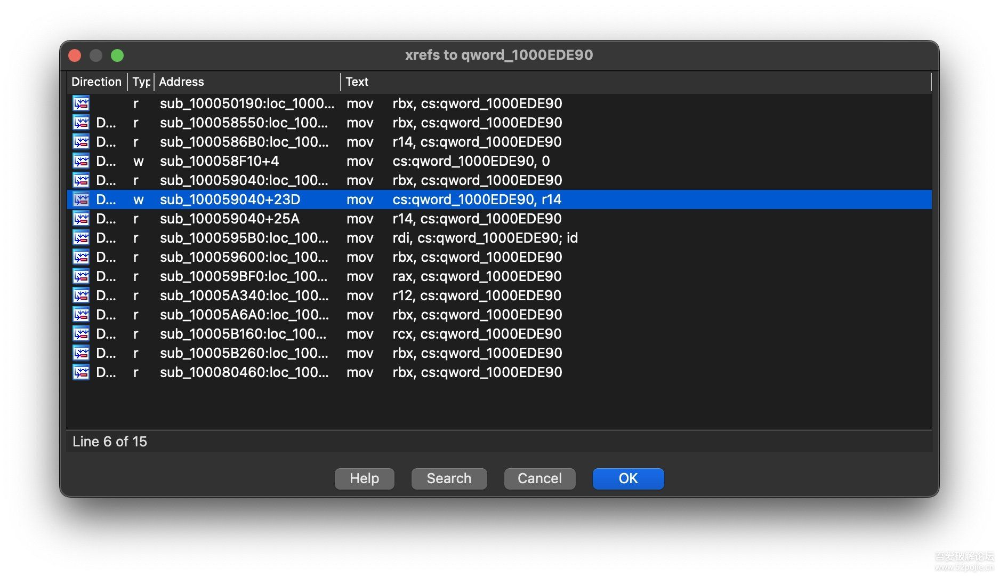 xrefs to qword_1000EDE90
Direction Typ Address Text
r sub_100050190:loc_1000... mov rbx, cs:qword_1000EDE90
D... r sub_100058550:loc_100... mov rbx, cs:qword_1000EDE90
D... r sub_1000586B0:loc_100... mov r14, cs:qword_1000EDE90
D... w sub_100058F10+4 mov cs:qword_1000EDE90, 0
D... r sub_100059040:loc_100... mov rbx, cs:qword_1000EDE90
D... w sub_100059040+23D mov cs:qword_1000EDE90, r14
D... r sub_100059040+25A mov r14, cs:qword_1000EDE90
D... r sub_1000595B0:loc_100... mov rdi, cs:qword_1000EDE90; id
D... r sub_100059600:loc_100... mov rbx, cs:qword_1000EDE90
D... r sub_100059BF0:loc_100... mov rax, cs:qword_1000EDE90
D... r sub_10005A340:loc_100... mov r12, cs:qword_1000EDE90
D... r sub_10005A6A0:loc_100... mov rbx, cs:qword_1000EDE90
D... r sub_10005B160:loc_100... mov rcx, cs:qword_1000EDE90
D... r sub_10005B260:loc_100... mov rbx, cs:qword_1000EDE90
D... r sub_100080460:loc_100... mov rbx, cs:qword_1000EDE90
Line 6 of 15
Help Search Cancel OK
吾爱破解论坛
www.52pojie.cn